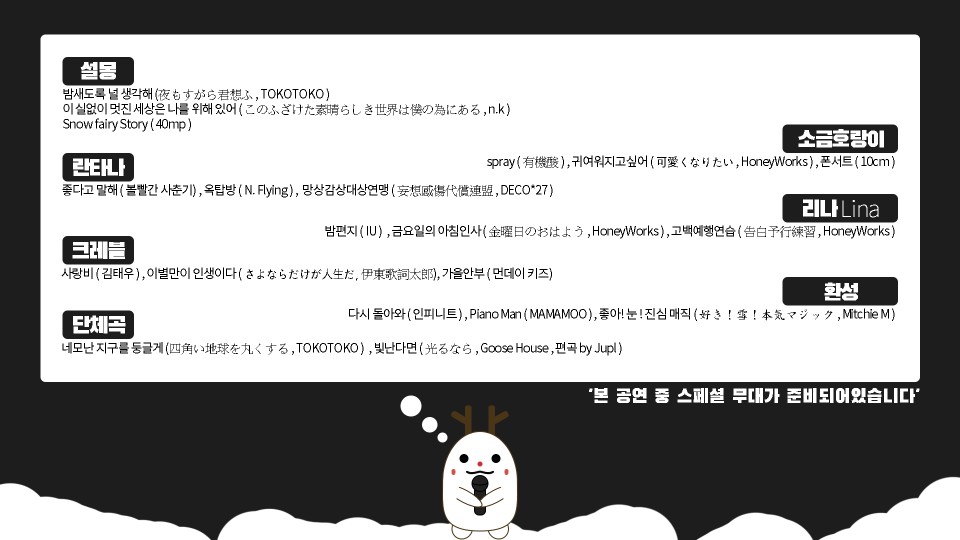 설몽
밤새도록 널 생각해 (夜もすがら君想ふ , TOKOTOKO )
이 실없이 멋진 세상은 나를 위해 있어 ( このふざけた素晴らしき世界は僕の為にある , n.k )
Snow fairy Story ( 40mp )
소금호랑이
spray ( 有機酸 ) , 귀여워지고싶어 ( 可愛くなりたい , HoneyWorks ) , 폰서트 ( 10cm )
란타나
좋다고 말해 ( 볼빨간 사춘기) , 옥탑방 ( N. Flying ) , 망상감상대상연맹 ( 妄想感傷代償連盟 , DECO*27 )
리나 Lina
밤편지 ( IU ) , 금요일의 아침인사 ( 金曜日のおはよう , HoneyWorks ) , 고백예행연습 ( 告白予行練習 , HoneyWorks )
크레블
사랑비 ( 김태우 ) , 이별만이 인생이다 ( さよならだけが人生だ, 伊東歌詞太郎), 가을안부 ( 먼데이 키즈)
환성
다시 돌아와 ( 인피니트 ) , Piano Man ( MAMAMOO ) , 좋아! 눈 ! 진심 매직 ( 好き！雪！本気マジック , Mitchie M )
단체곡
네모난 지구를 둥글게 (四角い地球を丸くする , TOKOTOKO ) , 빛난다면 ( 光るなら , Goose House , 편곡 by Jupl )
'본 공연 중 스페셜 무대가 준비되어있습니다'